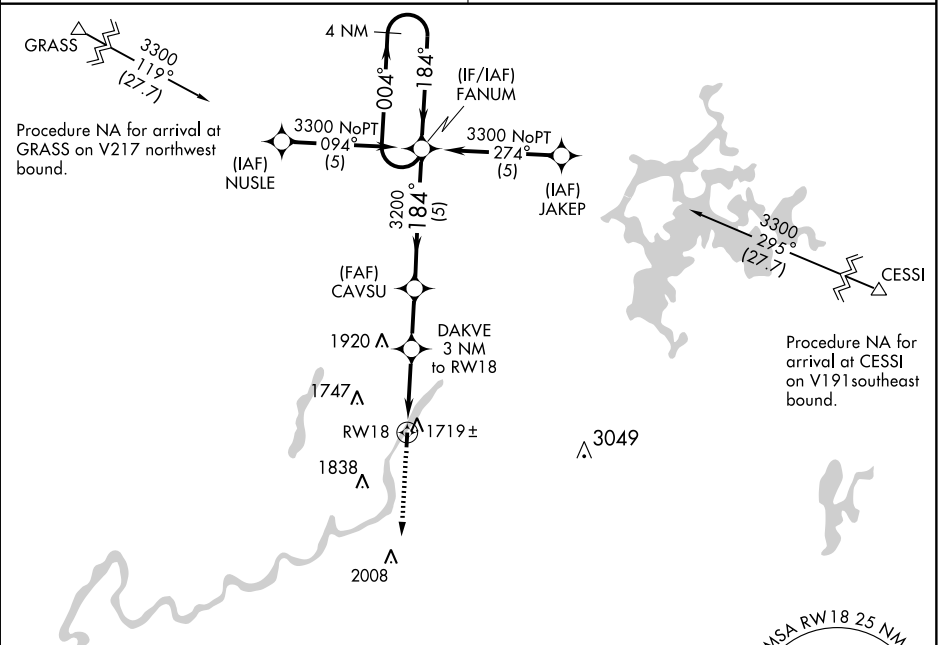 GRASS
3300
119°
(27.7)
Procedure NA for arrival at
GRASS on V217 northwest
bound.
4 NM
004°
184°
(IF/IAF)
FANUM
3300 NoPT
094°
(5)
(IAF)
NUSLE
3300 NoPT
274°
(5)
(IAF)
JAKEP
3200
184°
(5)
3300
295°
(27.7)
CESSI
Procedure NA for
arrival at CESSI
on V191southeast
bound.
(FAF)
CAVSU
1920
DAKVE
3 NM
to RW18
1747
RW18
1719±
3049
1838
2008
MSA RW18 25 NM